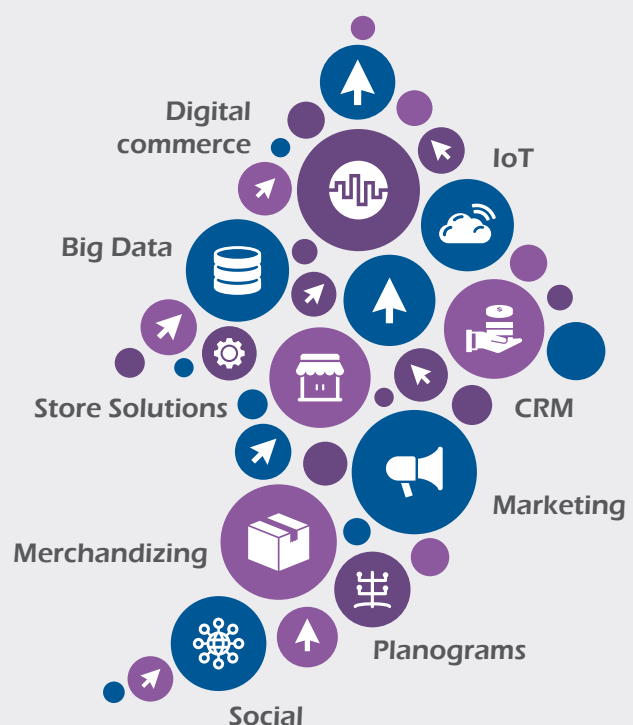 Digital
commerce
IoT
Big Data
$
Store Solutions
CRM
Marketing
Merchandizing
Planograms
Social